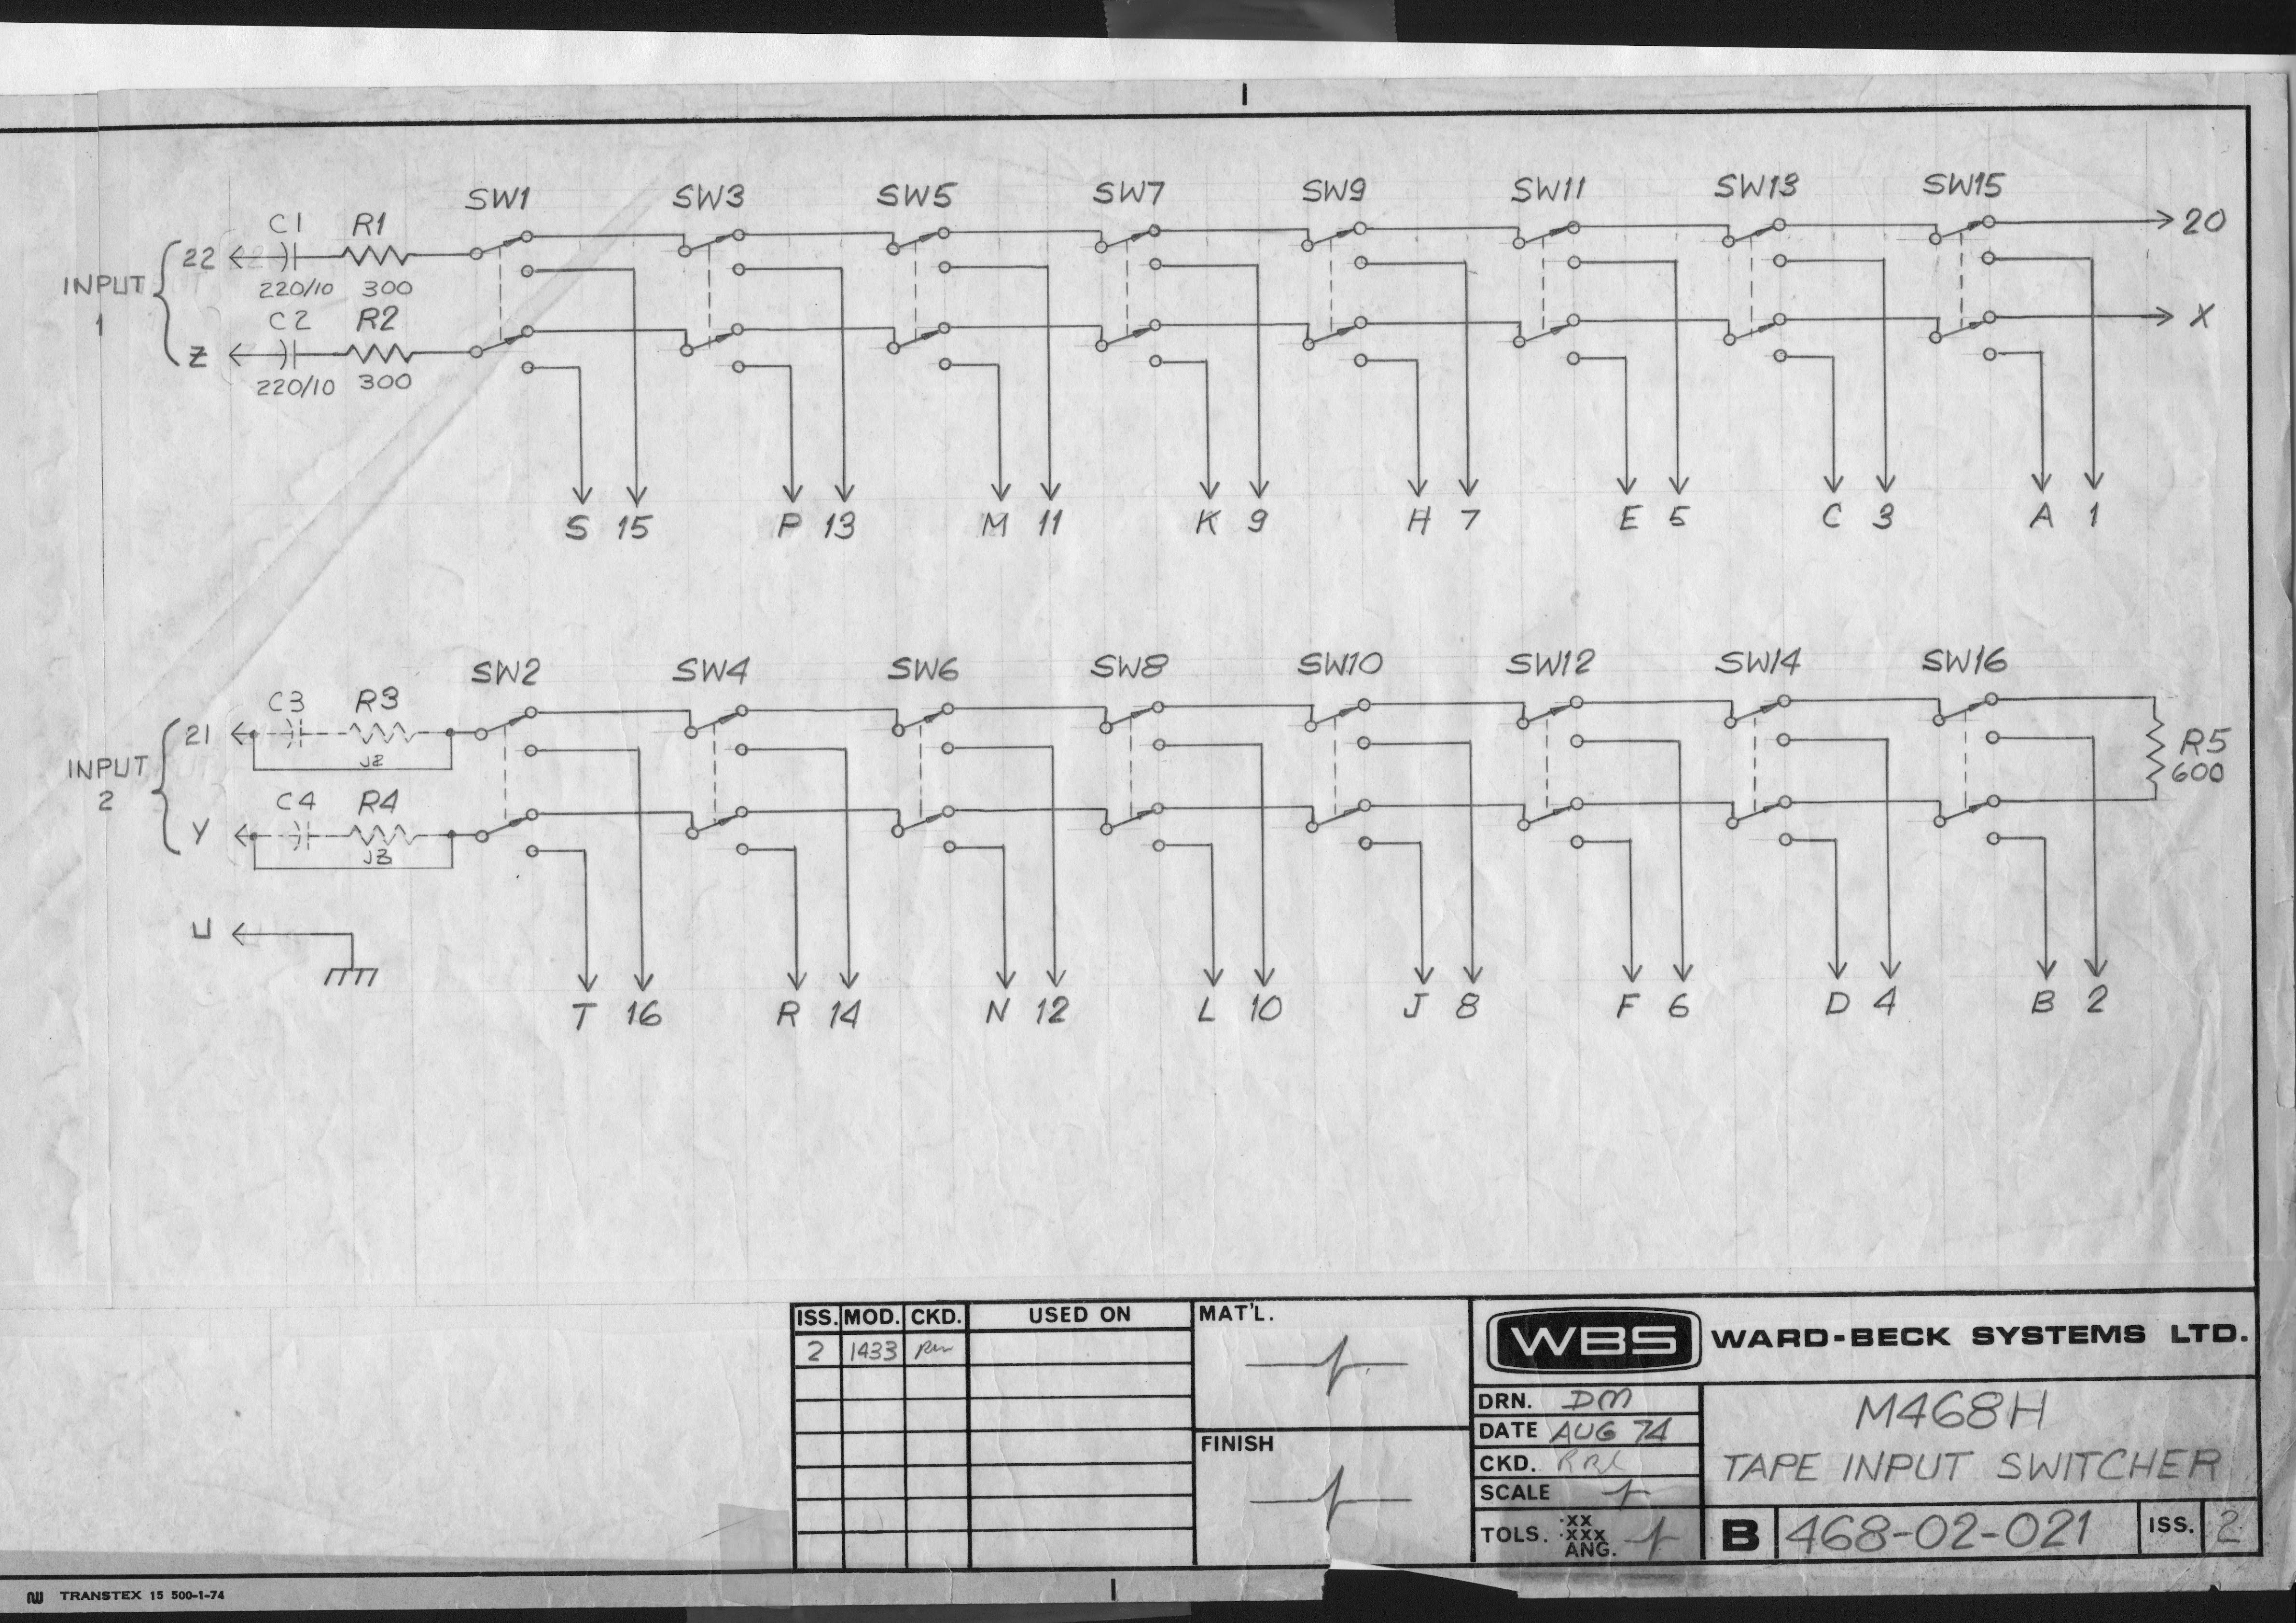 SW1 SW3 SW5 SW7 SW9 SW11 SW13 SW15
C1 R1
22
220/10 300
INPUT
1
C2 R2
Z
220/10 300
20
X
S 15 P 13 M 11 K 9 H 7 E 5 C 3 A 1
SW2 SW4 SW6 SW8 SW10 SW12 SW14 SW16
C3 R3
21
J2
INPUT
2
C4 R4
Y
J3
R5
600
U
T 16 R 14 N 12 L 10 J 8 F 6 D 4 B 2
ISS. MOD. CKD. USED ON
2 1433
MAT'L.
FINISH
WBS WARD-BECK SYSTEMS LTD.
DRN. DM
DATE AUG 74
CKD.
SCALE
TOLS. .XX
.XXX
ANG.
M468H
TAPE INPUT SWITCHER
B 468-02-021 ISS. 2
TRANSTEX 15 500-1-74